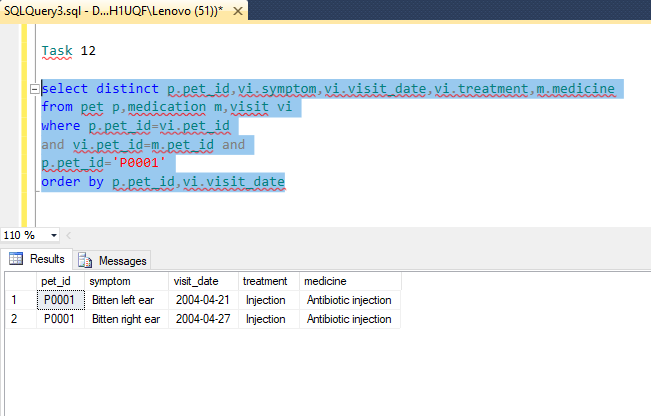 SQLQuery3.sql - D...H1UQF\Lenovo (51))* ×
Task 12
select distinct p.pet_id,vi.symptom,vi.visit_date,vi.treatment,m.medicine
from pet p,medication m,visit vi
where p.pet_id=vi.pet_id
and vi.pet_id=m.pet_id and
p.pet_id='P0001'
order by p.pet_id,vi.visit_date
110 %
Results Messages
pet_id symptom visit_date treatment medicine
1 P0001 Bitten left ear 2004-04-21 Injection Antibiotic injection
2 P0001 Bitten right ear 2004-04-27 Injection Antibiotic injection